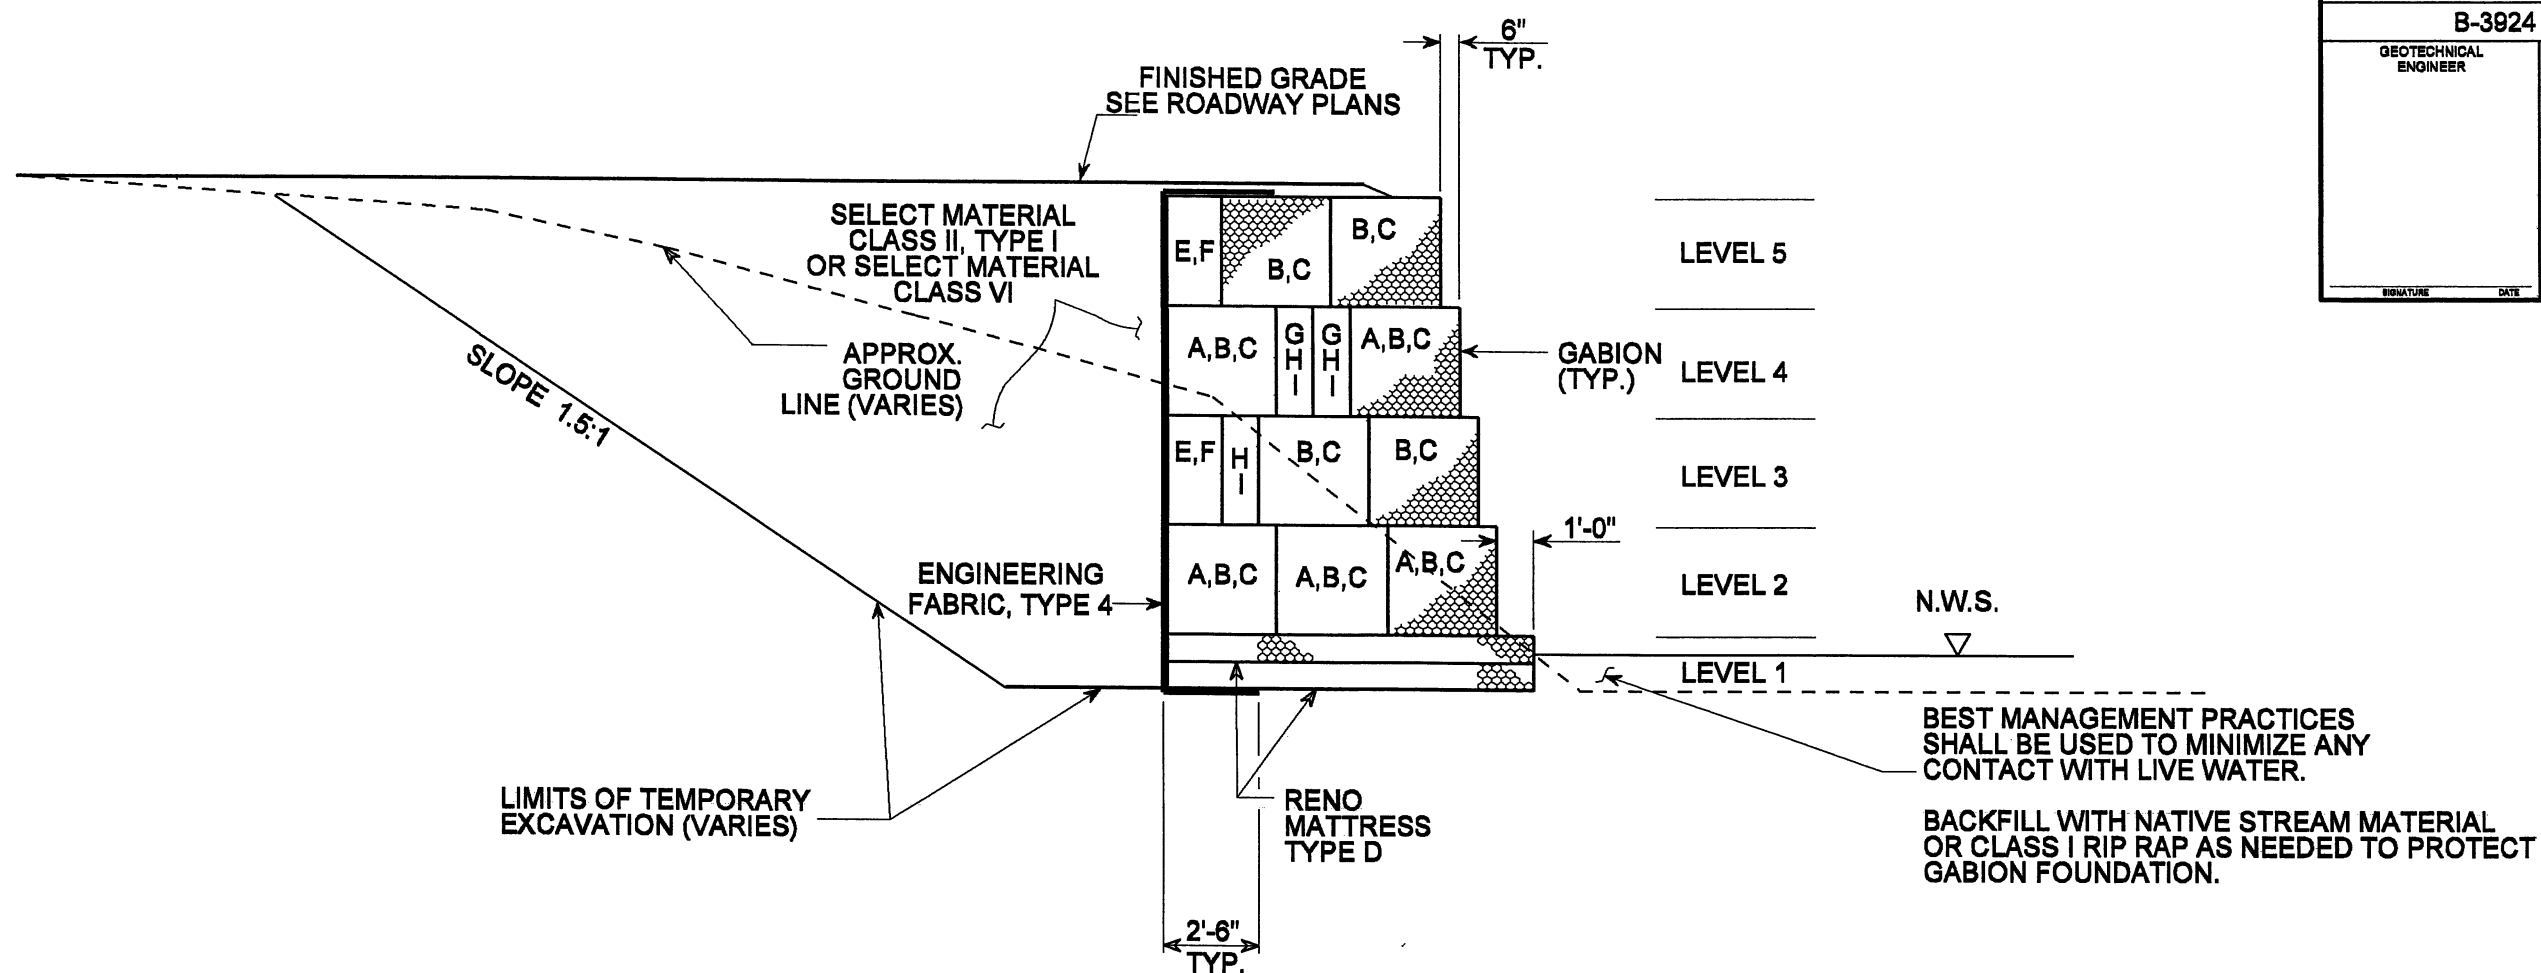 B-3924
GEOTECHNICAL
ENGINEER
SIGNATURE DATE
6"
TYP.
FINISHED GRADE
SEE ROADWAY PLANS
SELECT MATERIAL
CLASS II, TYPE I
OR SELECT MATERIAL
CLASS VI
E,F
B,C
B,C
LEVEL 5
APPROX.
GROUND
LINE (VARIES)
SLOPE 1.5:1
A,B,C
G
H
I
G
H
I
A,B,C
GABION
(TYP.)
LEVEL 4
E,F
H
I
B,C
B,C
LEVEL 3
1'-0"
ENGINEERING
FABRIC, TYPE 4
A,B,C
A,B,C
A,B,C
LEVEL 2
N.W.S.
LEVEL 1
BEST MANAGEMENT PRACTICES
SHALL BE USED TO MINIMIZE ANY
CONTACT WITH LIVE WATER.
LIMITS OF TEMPORARY
EXCAVATION (VARIES)
RENO
MATTRESS
TYPE D
BACKFILL WITH NATIVE STREAM MATERIAL
OR CLASS I RIP RAP AS NEEDED TO PROTECT
GABION FOUNDATION.
2'-6"
TYP.